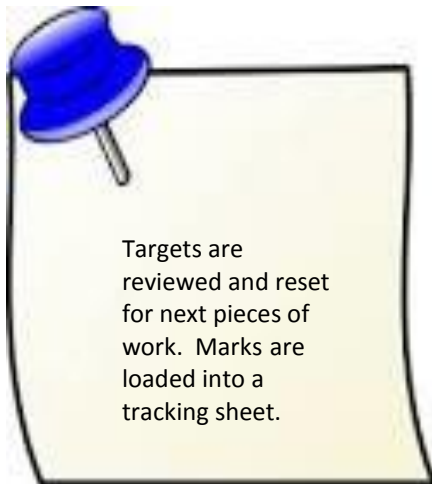 Targets are
reviewed and reset
for next pieces of
work.  Marks are
loaded into a
tracking sheet.